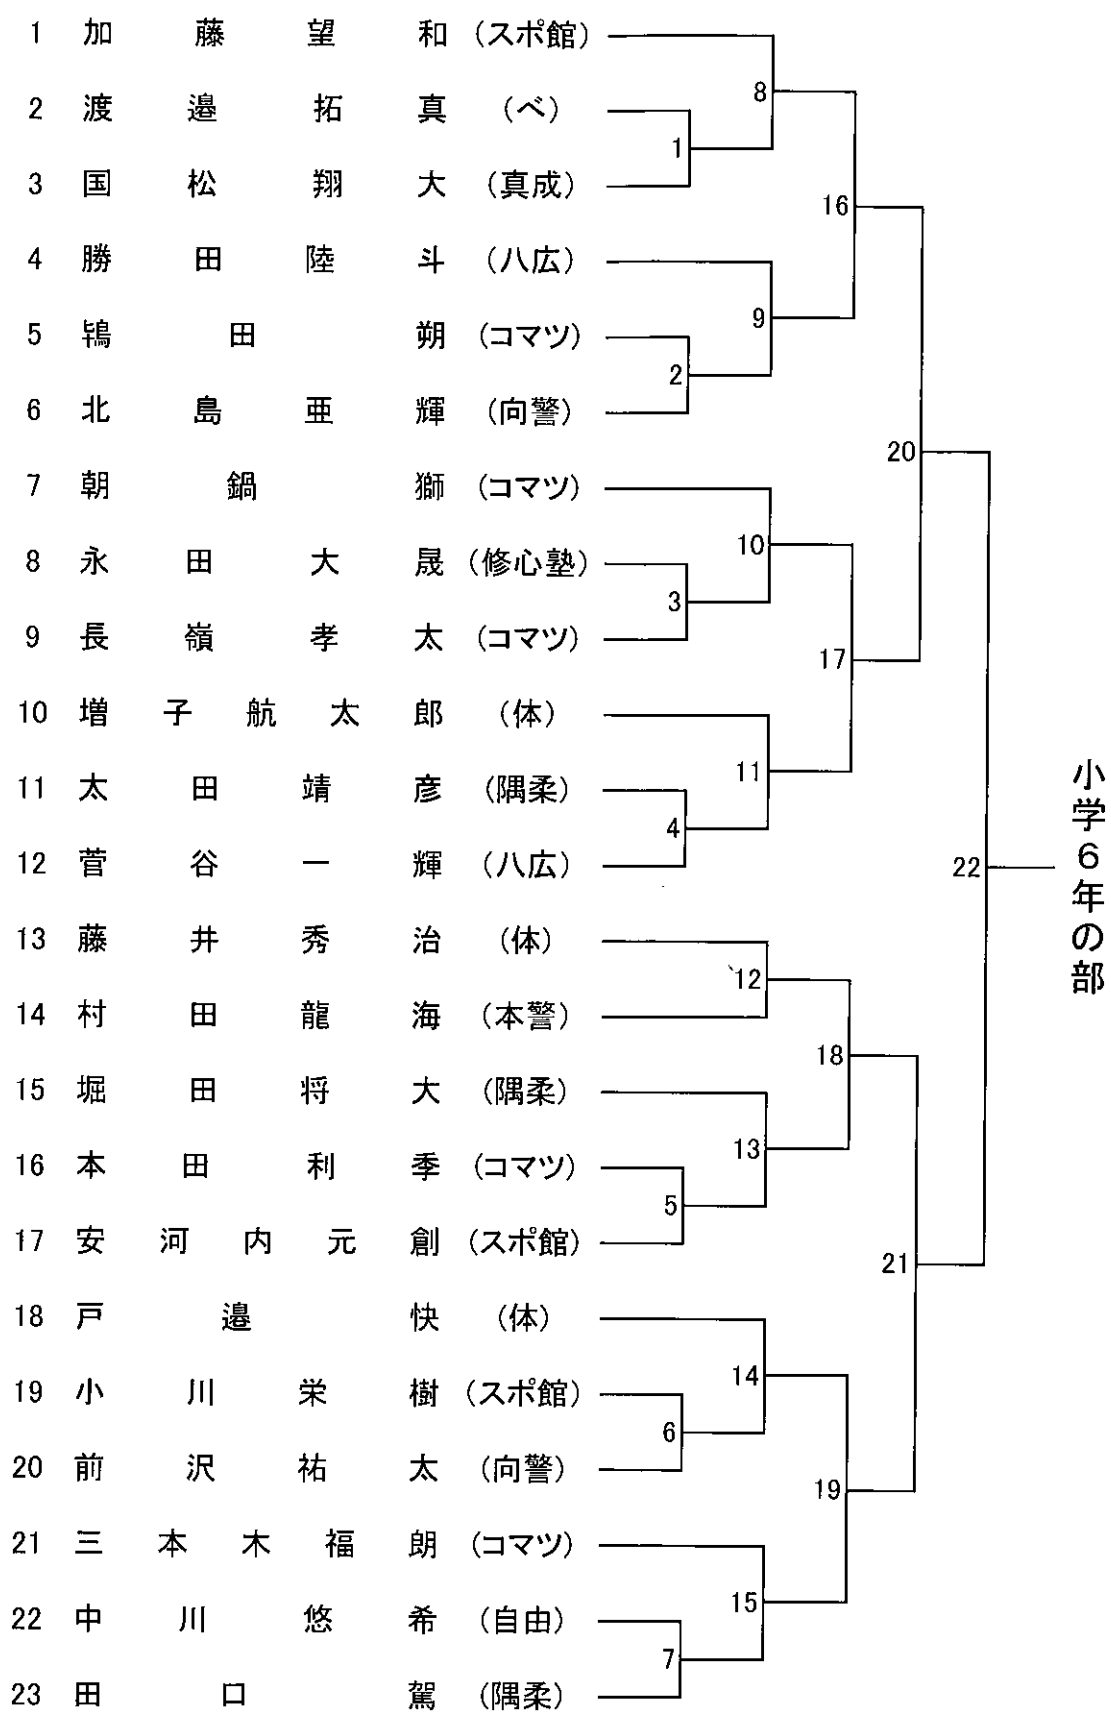 1 加藤望和 (スポ館)
2 渡邉拓真 (べ)
3 国松翔大 (真成)
4 勝田陸斗 (八広)
5 鴇田朔 (コマツ)
6 北島亜輝 (向警)
7 朝鍋獅 (コマツ)
8 永田大晟 (修心塾)
9 長嶺孝太 (コマツ)
10 増子航太郎 (体)
11 太田靖彦 (隅柔)
12 菅谷一輝 (八広)
13 藤井秀治 (体)
14 村田龍海 (本警)
15 堀田将大 (隅柔)
16 本田利季 (コマツ)
17 安河内元創 (スポ館)
18 戸邉快 (体)
19 小川栄樹 (スポ館)
20 前沢祐太 (向警)
21 三本木福朗 (コマツ)
22 中川悠希 (自由)
23 田口駕 (隅柔)
1
2
3
4
5
6
7
8
9
10
11
12
13
14
15
16
17
18
19
20
21
22
小学6年の部